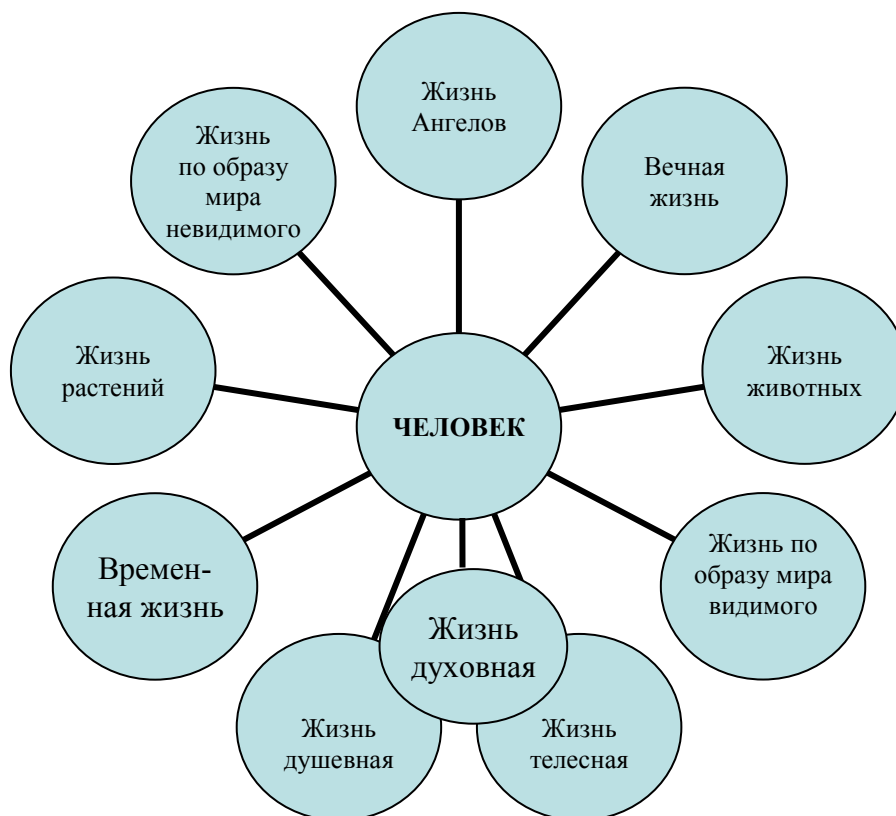 Жизнь
Ангелов
Жизнь
по образу
мира
невидимого
Вечная
жизнь
Жизнь
растений
Жизнь
животных
ЧЕЛОВЕК
Времен-
ная жизнь
Жизнь по
образу мира
видимого
Жизнь
духовная
Жизнь
душевная
Жизнь
телесная